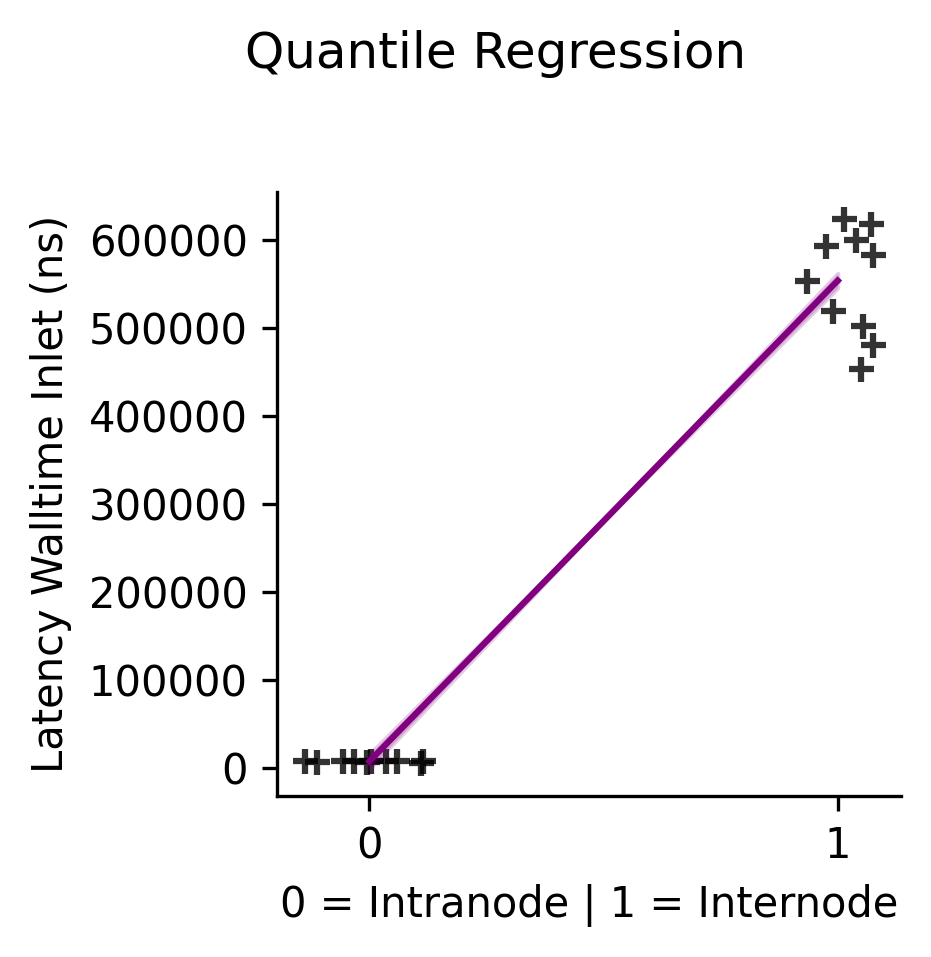 Quantile Regression
Latency Walltime Inlet (ns)
600000
500000
400000
300000
200000
100000
0
0 1
0 = Intranode | 1 = Internode